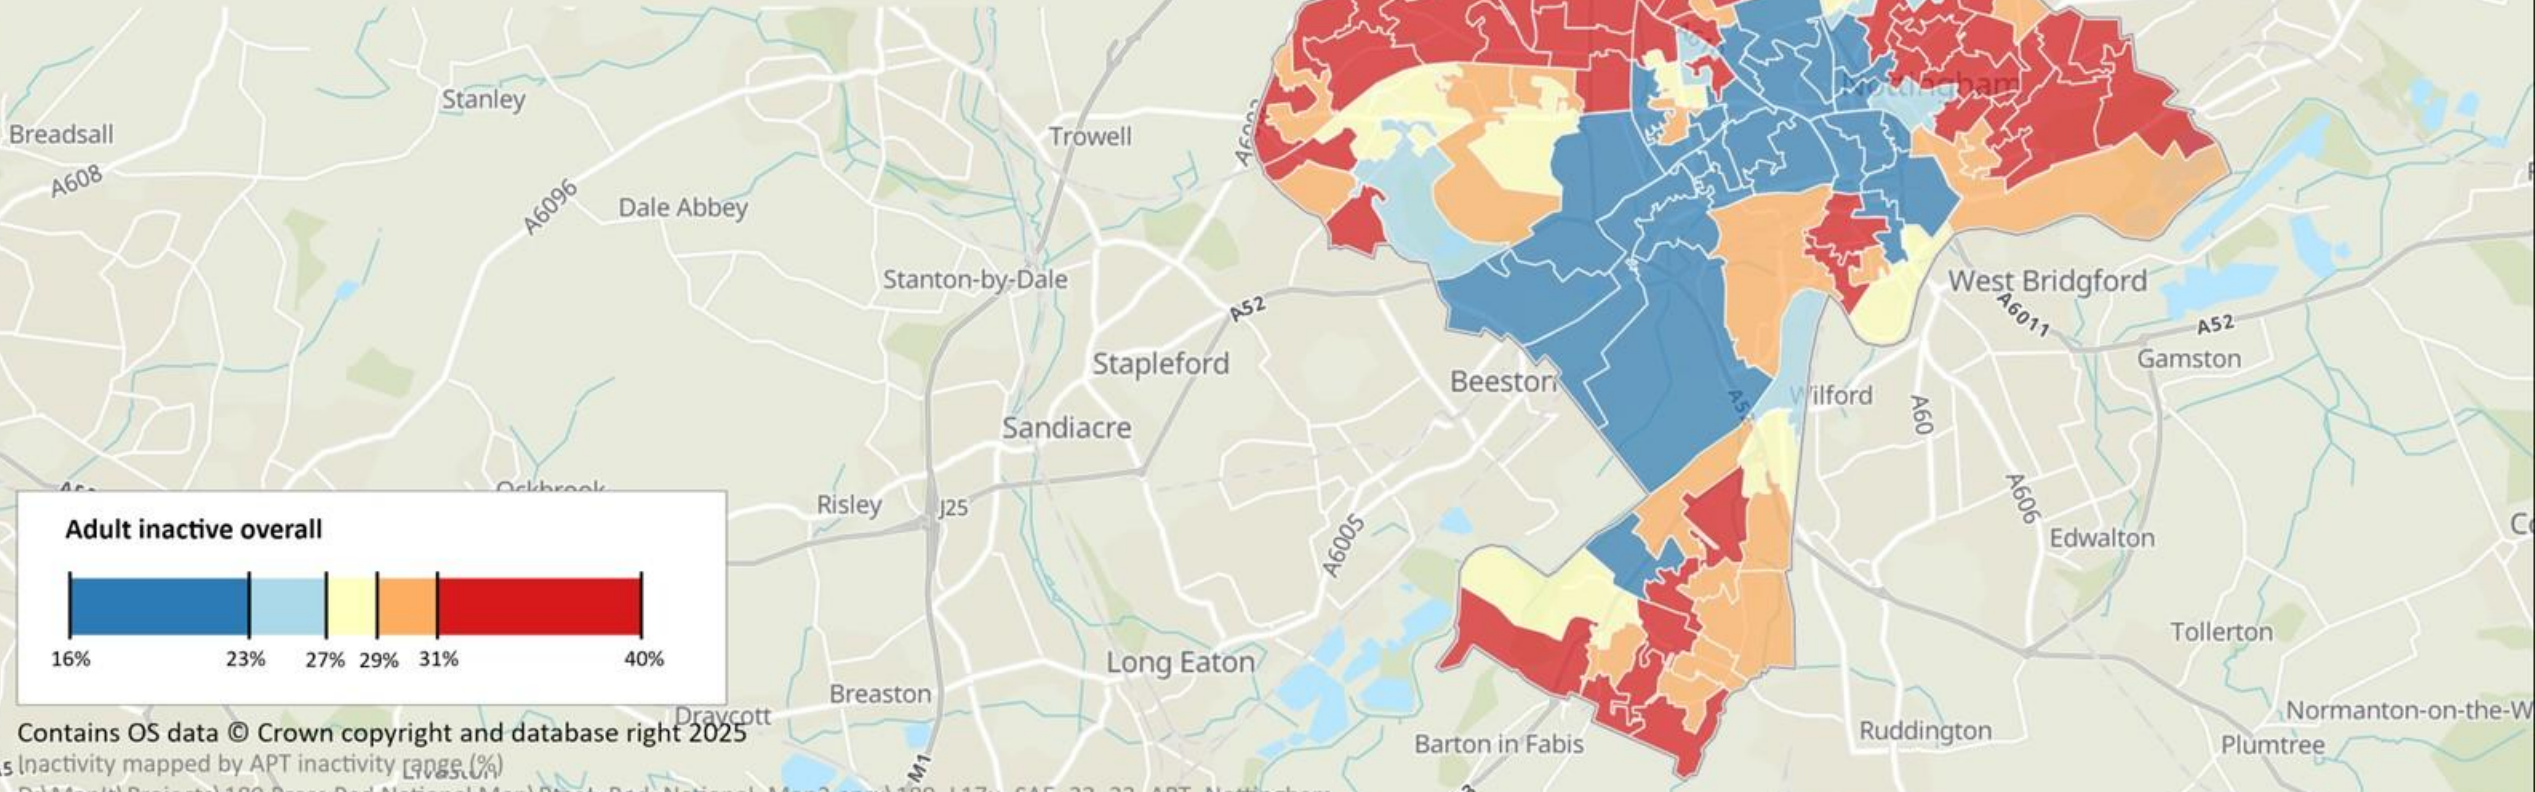 Nottingham
Stanley
Breadsall
Trowell
A608
A6096
Dale Abbey
Stanton-by-Dale
West Bridgford
A52
A6011
A52
Stapleford
Gamston
Beeston
Wilford
A60
Sandiacre
A606
Risley
J25
A6005
Edwalton
Adult inactive overall
16% 23% 27% 29% 31% 40%
Tollerton
Long Eaton
Breaston
Draycott
Normanton-on-the-W
Contains OS data © Crown copyright and database right 2025
Ruddington
Barton in Fabis
Plumtree
Inactivity mapped by APT inactivity range (%)
M1